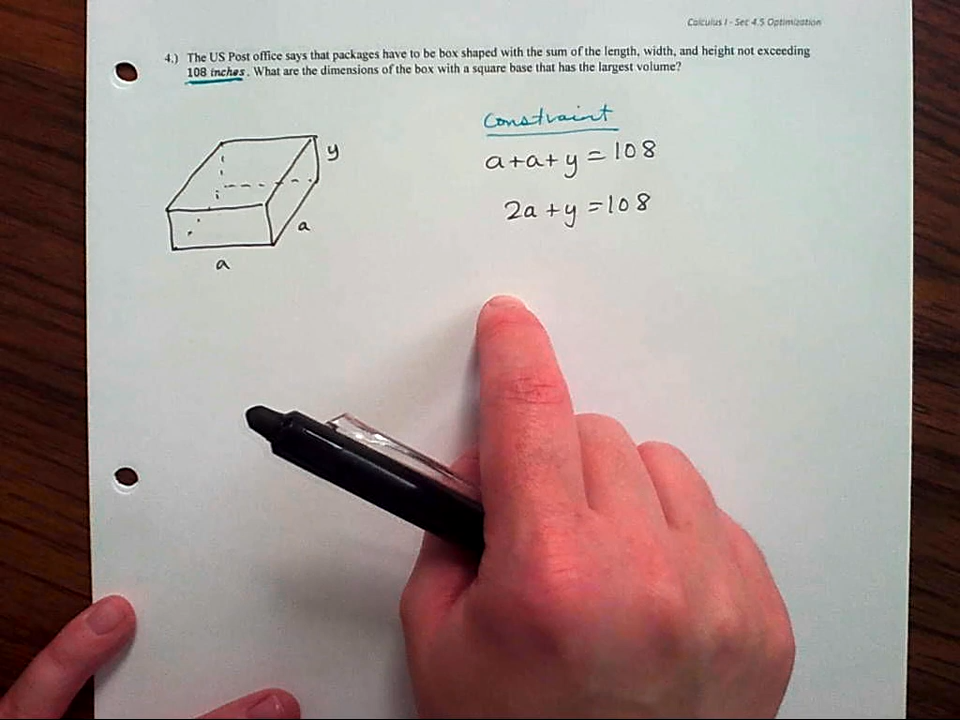 Calculus I - Sec 4.5 Optimization
4.) The US Post office says that packages have to be box shaped with the sum of the length, width, and height not exceeding
108 inches. What are the dimensions of the box with a square base that has the largest volume?
Constraint
y
a+a+y=108
2a+y=108
a
a